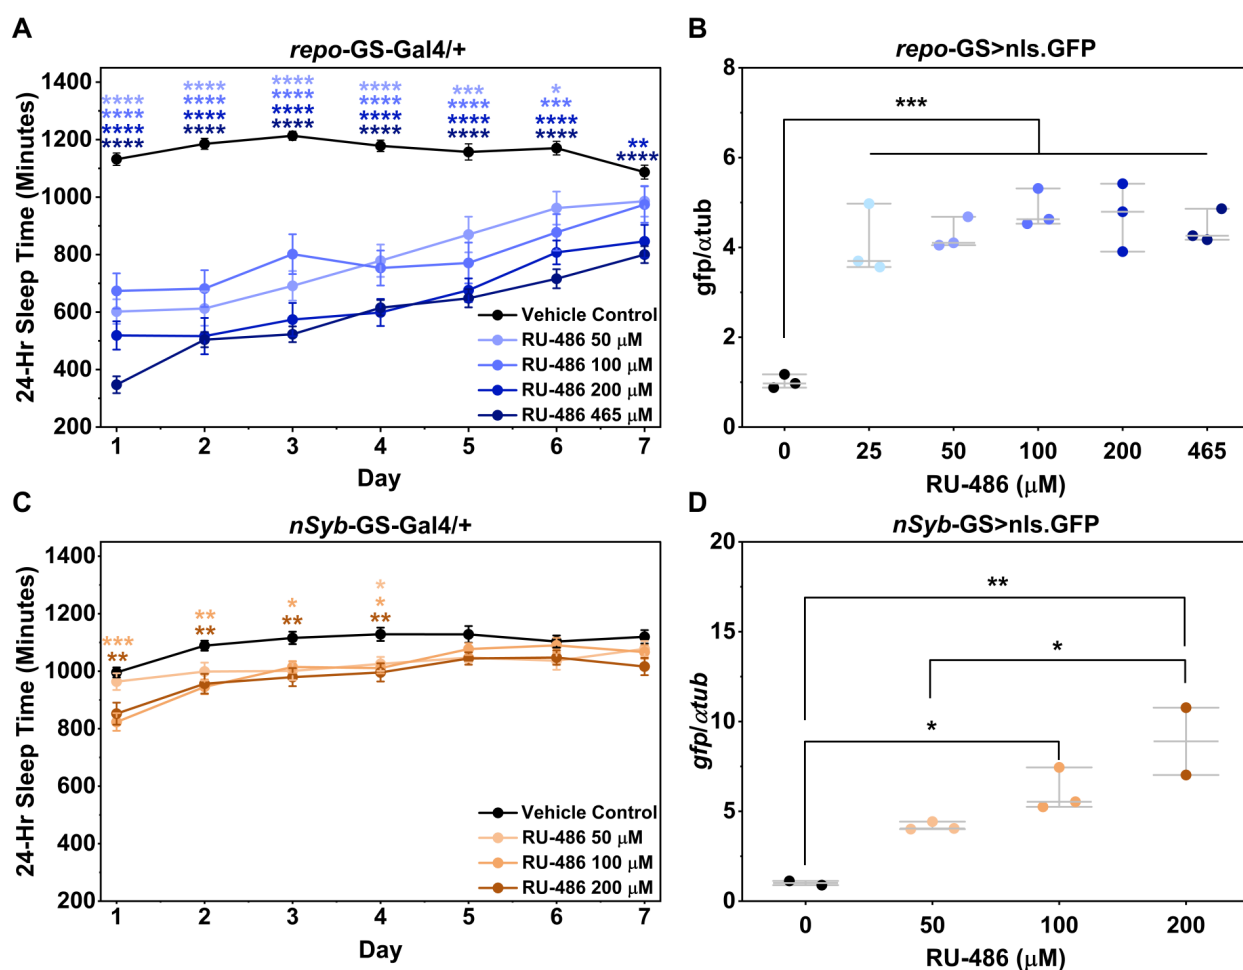 A
repo-GS-Gal4/+
24-Hr Sleep Time (Minutes)
1400
1200
1000
800
600
400
200
**** **** **** **** *** *
**** **** **** **** **** ***
**** **** **** **** **** **** **
**** **** **** **** **** **** ****
Vehicle Control
RU-486 50 μM
RU-486 100 μM
RU-486 200 μM
RU-486 465 μM
1 2 3 4 5 6 7
Day
B
repo-GS>nls.GFP
gfp/αtub
8
6
4
2
0
***
0 25 50 100 200 465
RU-486 (μM)
C
nSyb-GS-Gal4/+
24-Hr Sleep Time (Minutes)
1400
1200
1000
800
600
400
200
*
*** ** * *
** ** ** **
Vehicle Control
RU-486 50 μM
RU-486 100 μM
RU-486 200 μM
1 2 3 4 5 6 7
Day
D
nSyb-GS>nls.GFP
gfp/αtub
20
15
10
5
0
**
*
*
0 50 100 200
RU-486 (μM)